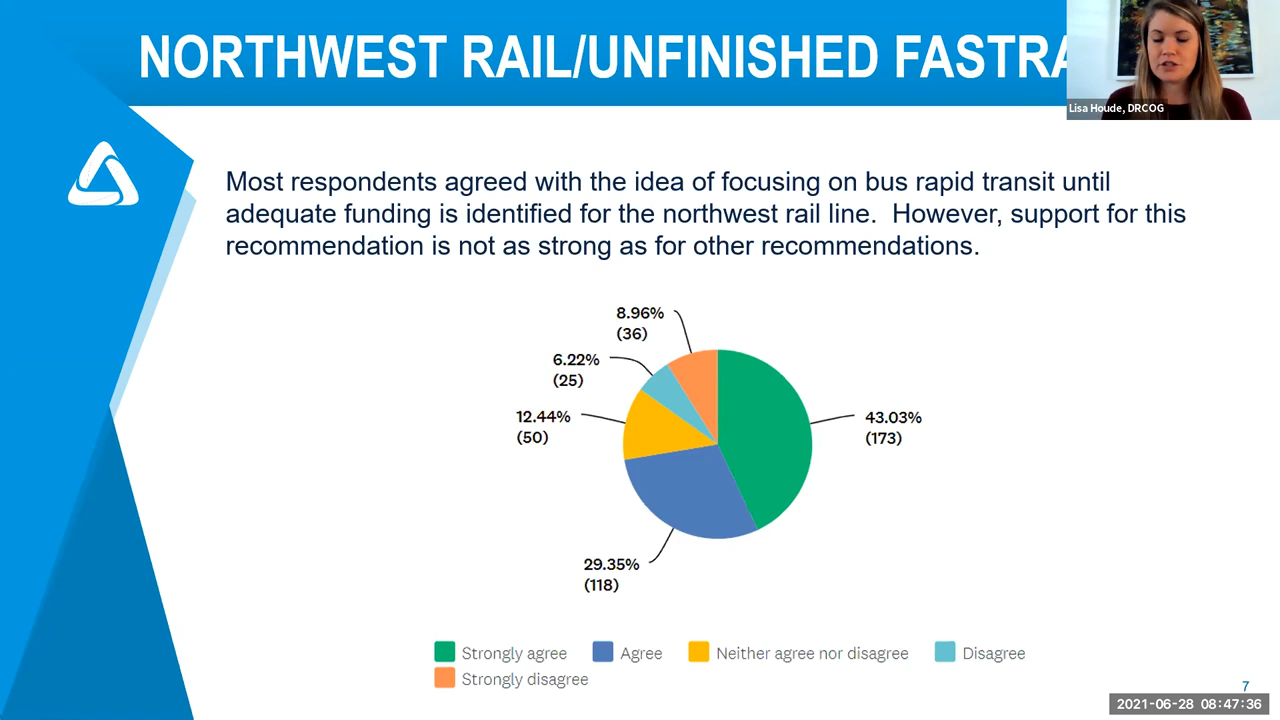 NORTHWEST RAIL/UNFINISHED FASTRA
Lisa Houde, DRCOG
Most respondents agreed with the idea of focusing on bus rapid transit until
adequate funding is identified for the northwest rail line.  However, support for this
recommendation is not as strong as for other recommendations.
8.96%
(36)
6.22%
(25)
12.44%
(50)
43.03%
(173)
29.35%
(118)
Strongly agree
Agree
Neither agree nor disagree
Disagree
Strongly disagree
7
2021-06-28 08:47:36